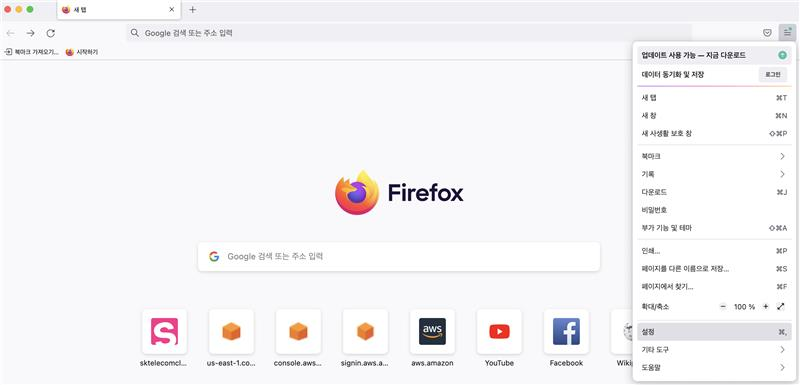 새 탭
Google 검색 또는 주소 입력
북마크 가져오기...
시작하기
업데이트 사용 가능 — 지금 다운로드
데이터 동기화 및 저장
로그인
새 탭 ⌘T
새 창 ⌘N
새 사생활 보호 창 ⇧⌘P
북마크
기록
다운로드 ⌘J
비밀번호
부가 기능 및 테마 ⇧⌘A
인쇄... ⌘P
페이지를 다른 이름으로 저장... ⌘S
페이지에서 찾기... ⌘F
확대/축소 − 100 % +
설정 ⌘,
기타 도구
도움말
Firefox
Google 검색 또는 주소 입력
aws
sktelecomcl...
us-east-1.co...
console.aws...
signin.aws.a...
aws.amazon
YouTube
Facebook